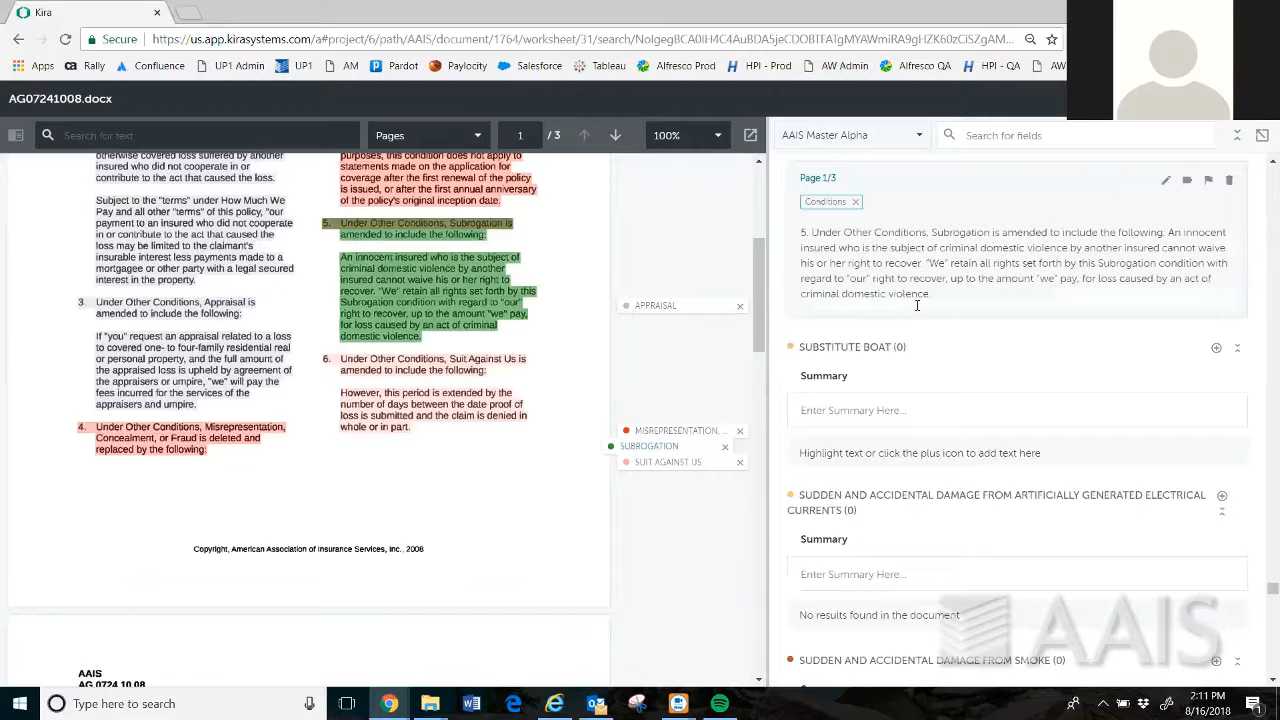 Kira
Secure
https://us.app.kirasystems.com/a#project/6/path/AAIS/document/1764/worksheet/31/search/
Apps
Rally
Confluence
UP1 Admin
UP1
AM
Pardot
Paylocity
Salesforce
Tableau
Alfresco Prod
HPI - Prod
AW Admin
Alfresco QA
HPI - QA
AW
AG07241008.docx
Search for text
Pages
1
/ 3
100%
AAIS Master Alpha
Search for fields
otherwise covered loss suffered by another
insured who did not cooperate in or
contribute to the act that caused the loss.
Subject to the "terms" under How Much We
Pay and all other "terms" of this policy, "our
payment to an insured who did not cooperate
in or contribute to the act that caused the
loss may be limited to the claimant's
insurable interest less payments made to a
mortgagee or other party with a legal secured
interest in the property.
3. Under Other Conditions, Appraisal is
amended to include the following:
If "you" request an appraisal related to a loss
to covered one- to four-family residential real
or personal property, and the full amount of
the appraised loss is upheld by agreement of
the appraisers or umpire, "we" will pay the
fees incurred for the services of the
appraisers and umpire.
4. Under Other Conditions, Misrepresentation,
Concealment, or Fraud is deleted and
replaced by the following:
purposes, this condition does not apply to
statements made on the application for
coverage after the first renewal of the policy
is issued, or after the first annual anniversary
of the policy's original inception date.
5. Under Other Conditions, Subrogation is
amended to include the following:
An innocent insured who is the subject of
criminal domestic violence by another
insured cannot waive his or her right to
recover. "We" retain all rights set forth by this
Subrogation condition with regard to "our"
right to recover, up to the amount "we" pay,
for loss caused by an act of criminal
domestic violence.
6. Under Other Conditions, Suit Against Us is
amended to include the following:
However, this period is extended by the
number of days between the date proof of
loss is submitted and the claim is denied in
whole or in part.
Copyright, American Association of Insurance Services, Inc., 2008
AAIS
AG 0724 10 08
APPRAISAL
MISREPRESENTATION, ...
SUBROGATION
SUIT AGAINST US
Page 1/3
Conditions
5. Under Other Conditions, Subrogation is amended to include the following: An innocent
insured who is the subject of criminal domestic violence by another insured cannot waive
his or her right to recover. "We" retain all rights set forth by this Subrogation condition with
regard to "our" right to recover, up to the amount "we" pay, for loss caused by an act of
criminal domestic violence.
SUBSTITUTE BOAT (0)
Summary
Enter Summary Here...
Highlight text or click the plus icon to add text here
SUDDEN AND ACCIDENTAL DAMAGE FROM ARTIFICIALLY GENERATED ELECTRICAL
CURRENTS (0)
Summary
Enter Summary Here...
No results found in the document
SUDDEN AND ACCIDENTAL DAMAGE FROM SMOKE (0)
AAIS
Type here to search
2:11 PM
8/16/2018